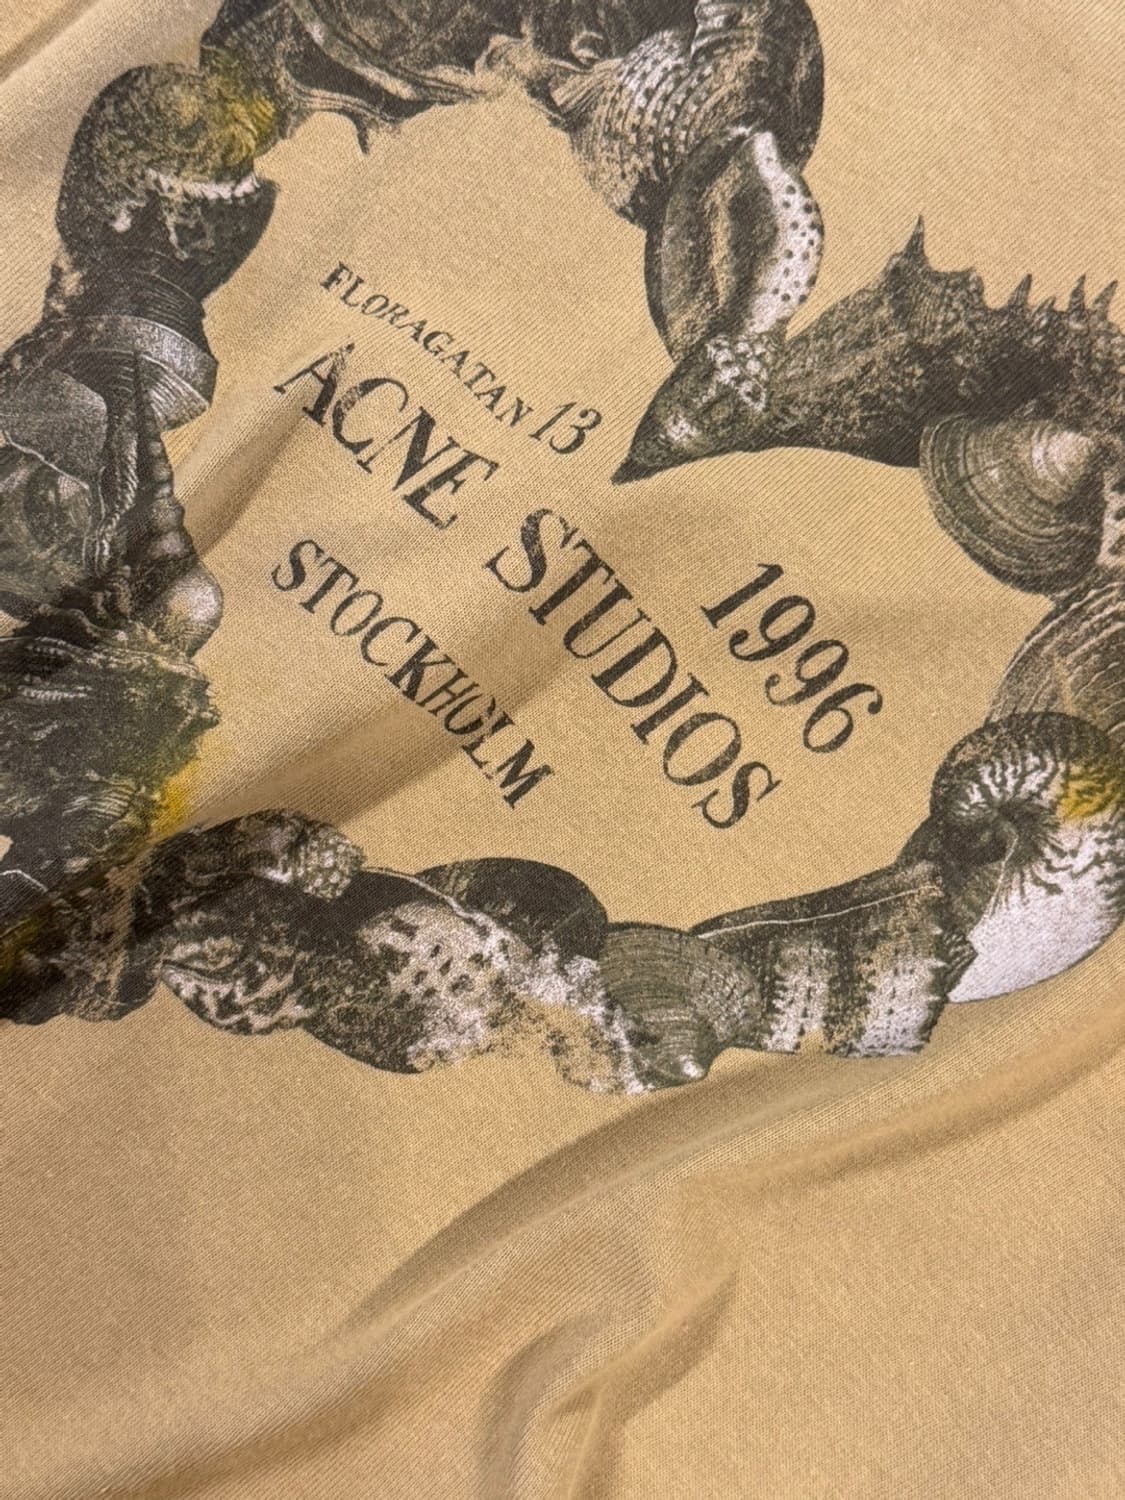 FLORAGATAN 13
ACNE STUDIOS
STOCKHOLM
1996